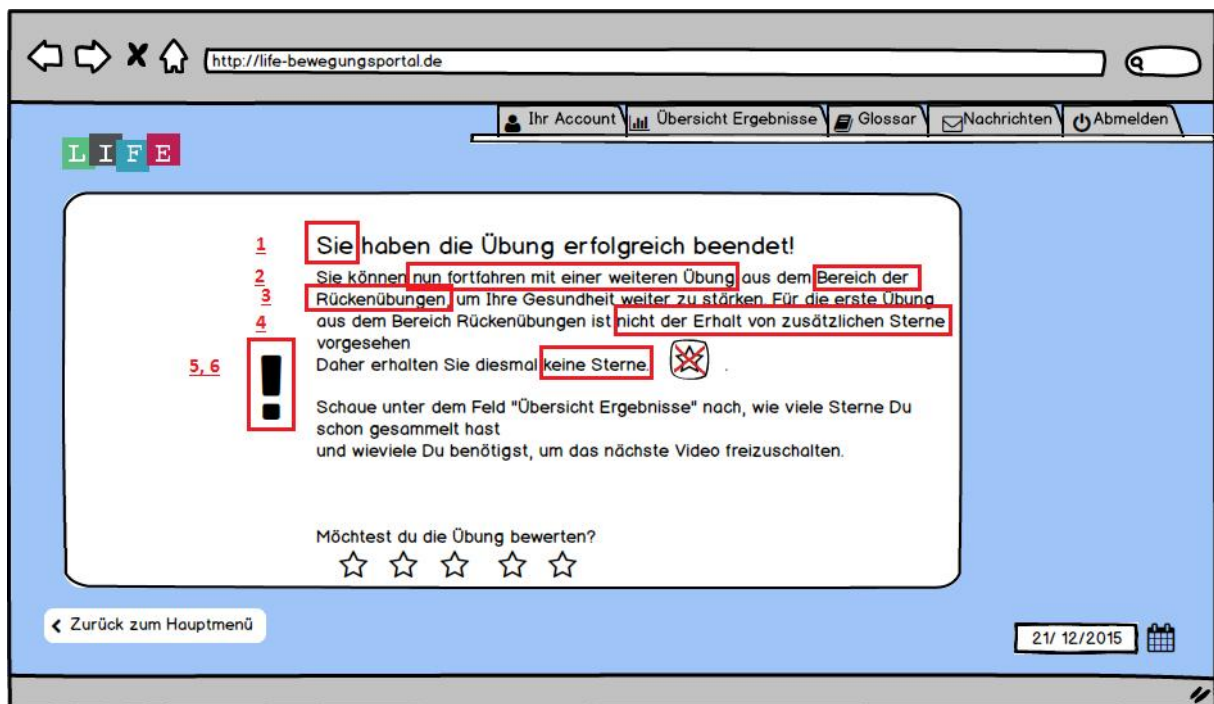 http://life-bewegungsportal.de
Ihr Account Übersicht Ergebnisse Glossar Nachrichten Abmelden
LIFE
1 Sie haben die Übung erfolgreich beendet!
2 Sie können nun fortfahren mit einer weiteren Übung aus dem Bereich der
3 Rückenübungen, um Ihre Gesundheit weiter zu stärken. Für die erste Übung
4 aus dem Bereich Rückenübungen ist nicht der Erhalt von zusätzlichen Sterne
vorgesehen
5, 6 ! Daher erhalten Sie diesmal keine Sterne. .
Schaue unter dem Feld "Übersicht Ergebnisse" nach, wie viele Sterne Du
schon gesammelt hast
und wieviele Du benötigst, um das nächste Video freizuschalten.
Möchtest du die Übung bewerten?
Zurück zum Hauptmenü
21/ 12/2015